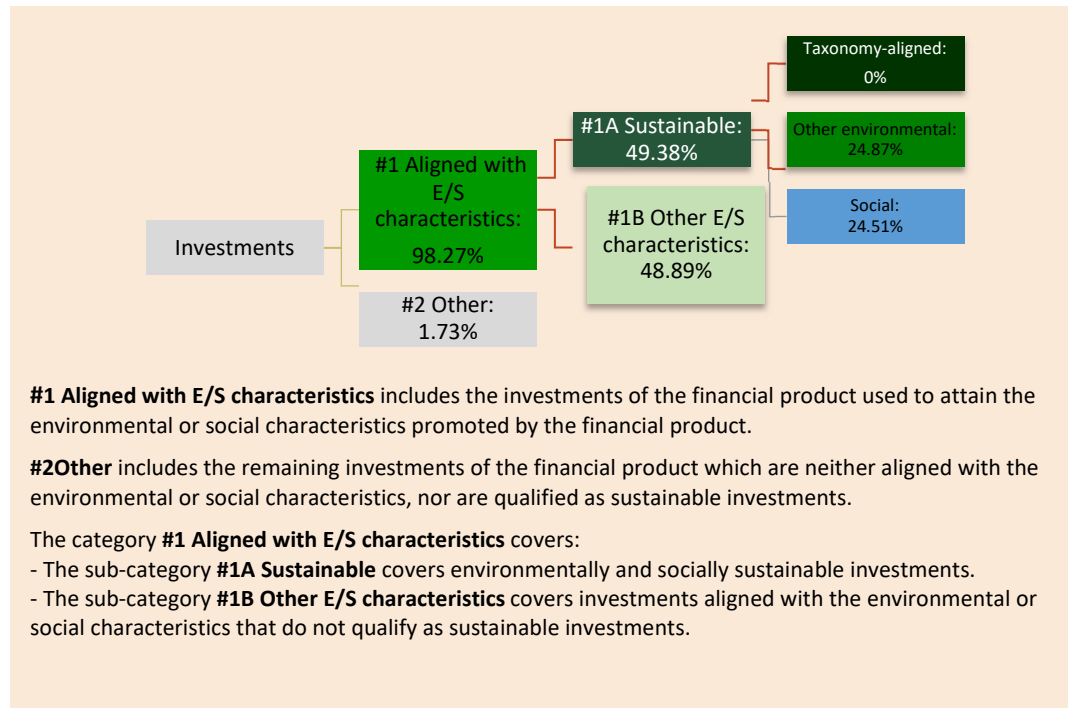 Taxonomy-aligned:
0%
#1A Sustainable:
49.38%
Other environmental:
24.87%
#1 Aligned with
E/S
characteristics:
98.27%
#1B Other E/S
characteristics:
48.89%
Social:
24.51%
Investments
#2 Other:
1.73%
#1 Aligned with E/S characteristics includes the investments of the financial product used to attain the
environmental or social characteristics promoted by the financial product.
#2Other includes the remaining investments of the financial product which are neither aligned with the
environmental or social characteristics, nor are qualified as sustainable investments.
The category #1 Aligned with E/S characteristics covers:
- The sub-category #1A Sustainable covers environmentally and socially sustainable investments.
- The sub-category #1B Other E/S characteristics covers investments aligned with the environmental or
social characteristics that do not qualify as sustainable investments.